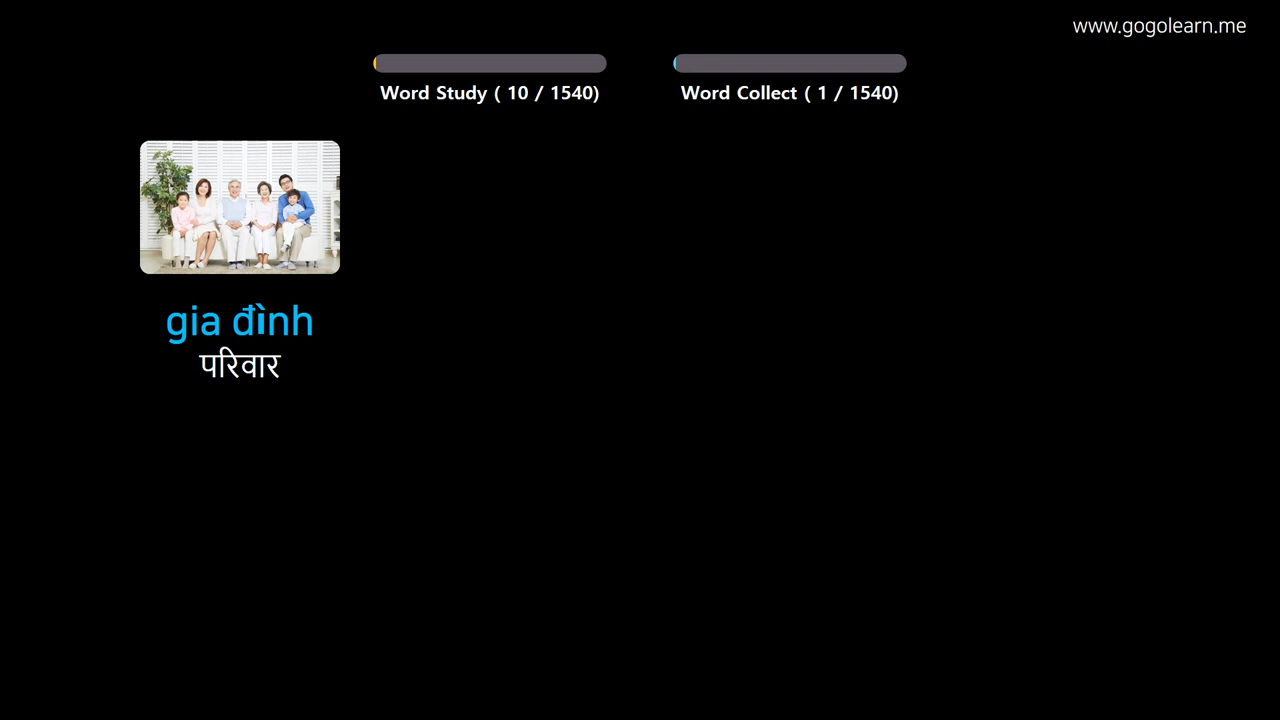 www.gogolearn.me
Word Study ( 10 / 1540)
Word Collect ( 1 / 1540)
gia đình
परिवार